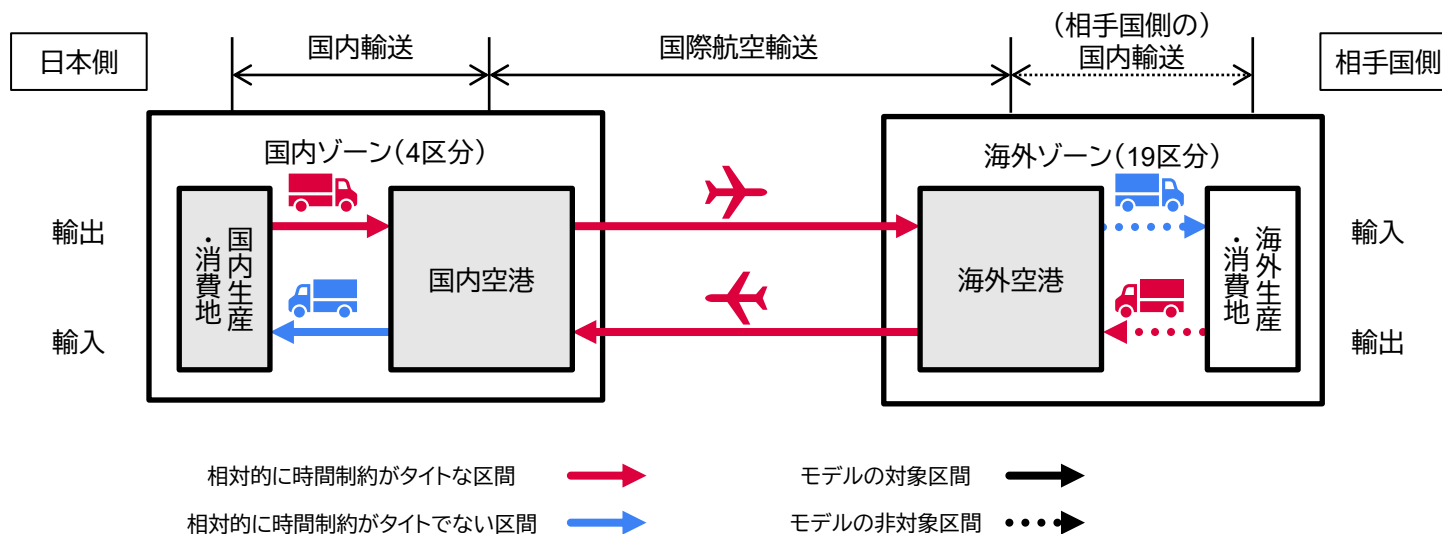 日本側
国内輸送
国際航空輸送
(相手国側の)
国内輸送
相手国側
国内ゾーン(4区分)
海外ゾーン(19区分)
輸出
輸入
国内生産
・消費地
国内空港
海外空港
海外生産
・消費地
輸入
輸出
相対的に時間制約がタイトな区間
モデルの対象区間
相対的に時間制約がタイトでない区間
モデルの非対象区間